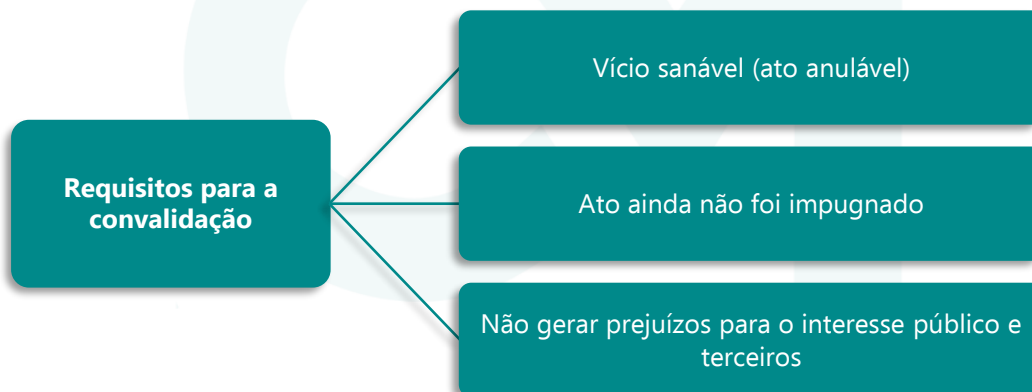 Requisitos para a
convalidação
Vício sanável (ato anulável)
Ato ainda não foi impugnado
Não gerar prejuízos para o interesse público e
terceiros